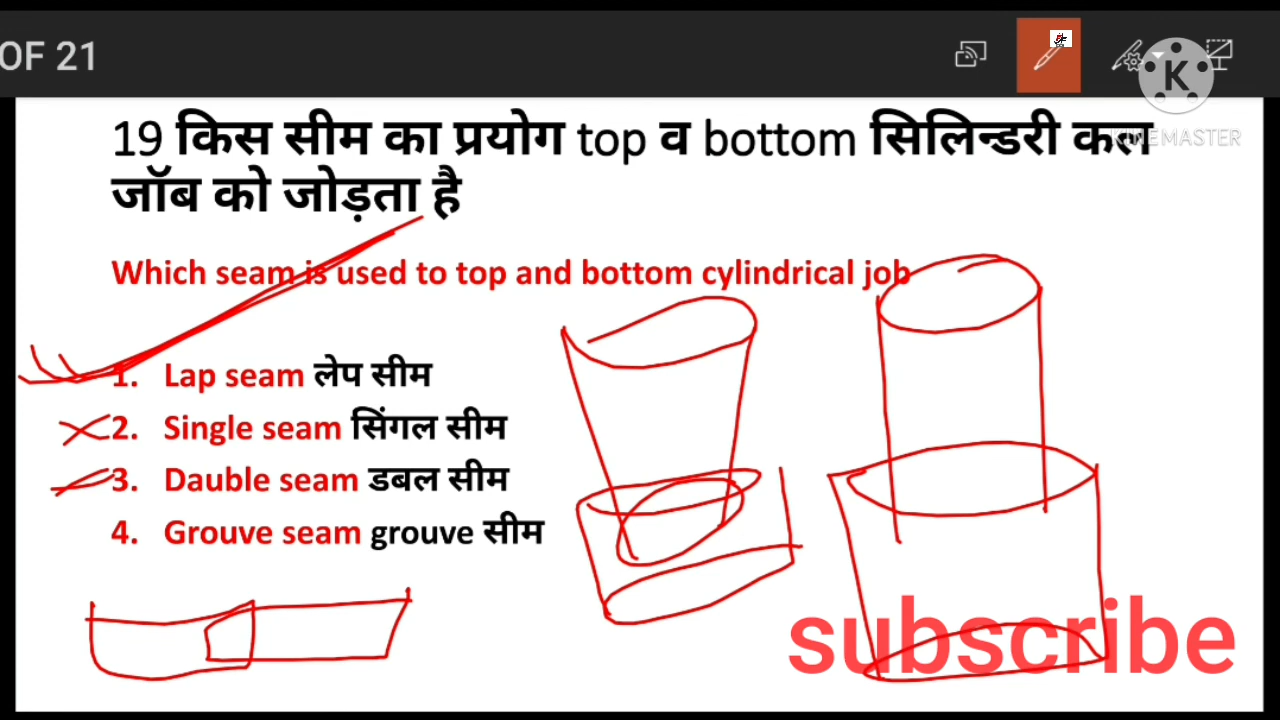 OF 21
K
KINEMASTER
19 किस सीम का प्रयोग top व bottom सिलिन्डरी कल
जॉब को जोड़ता है
Which seam is used to top and bottom cylindrical job
1. Lap seam लेप सीम
2. Single seam सिंगल सीम
3. Dauble seam डबल सीम
4. Grouve seam grouve सीम
subscribe